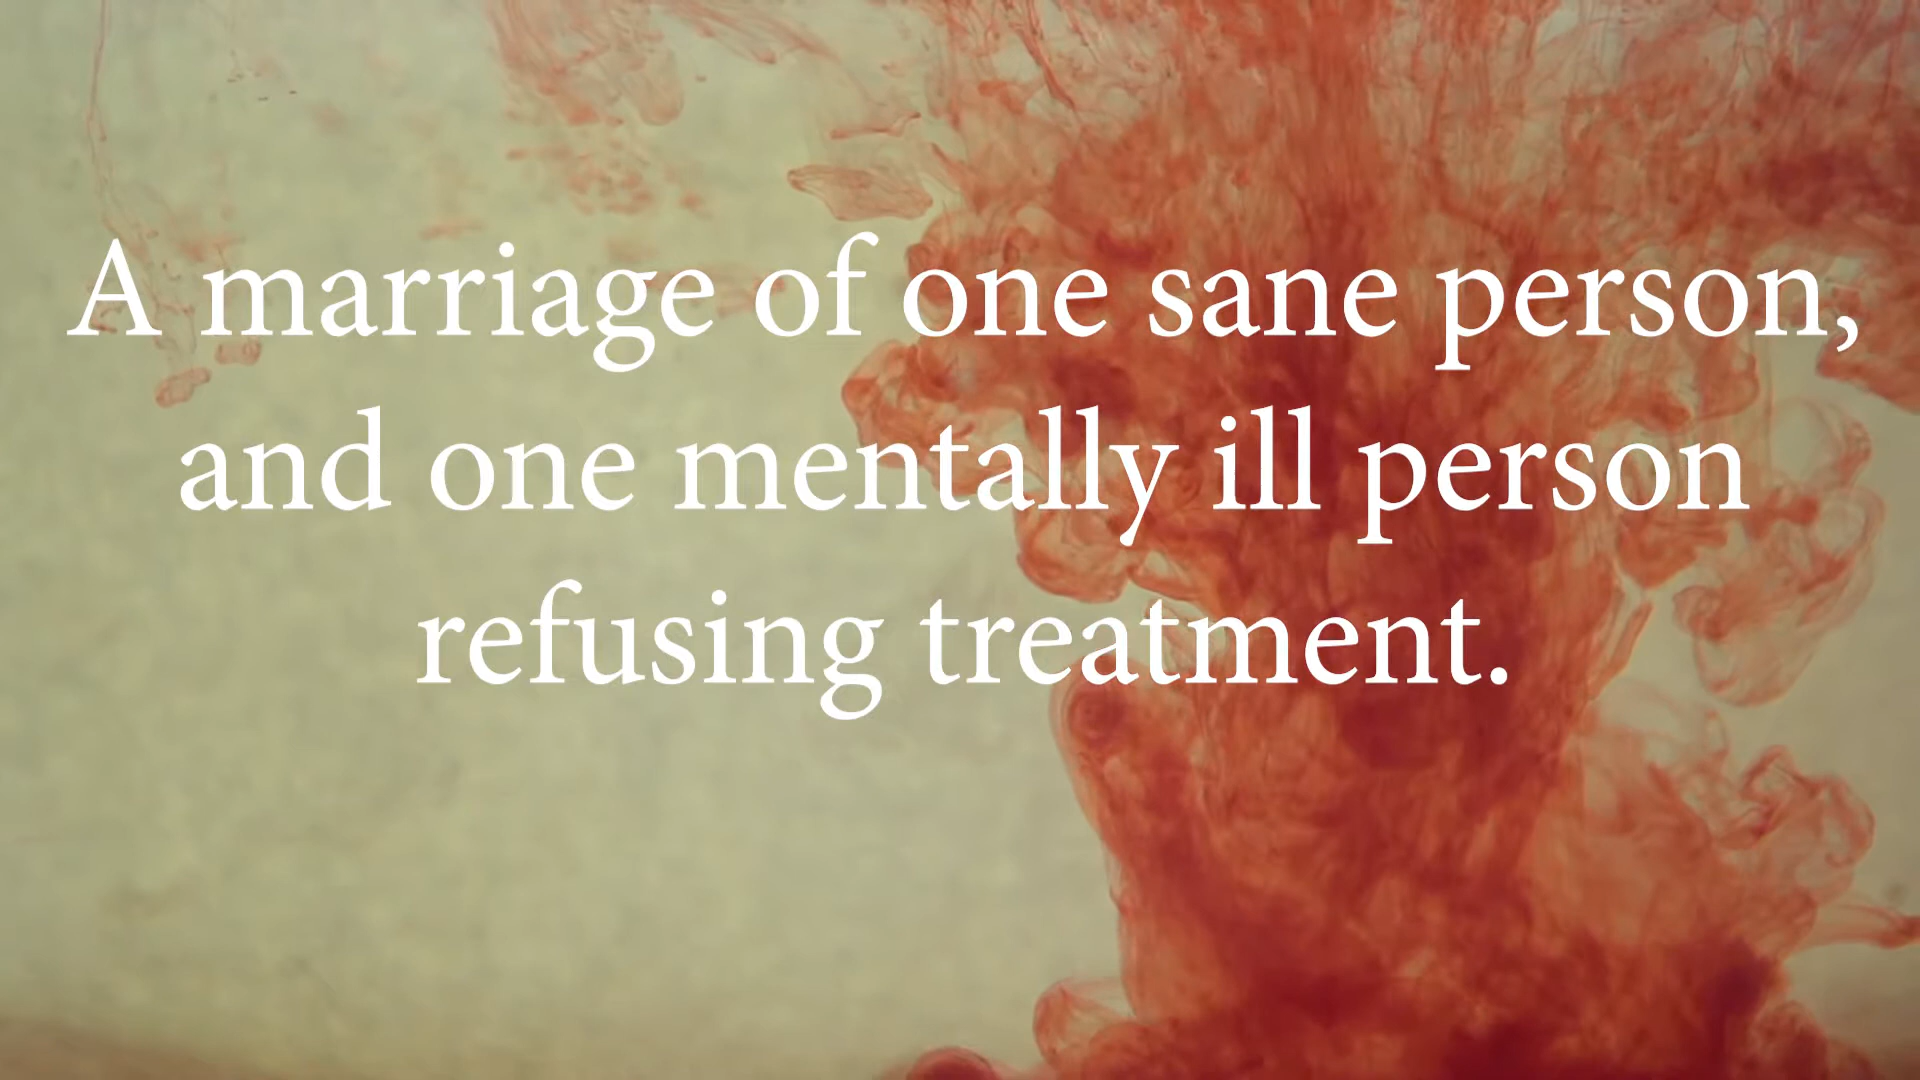 A marriage of one sane person,
and one mentally ill person
refusing treatment.